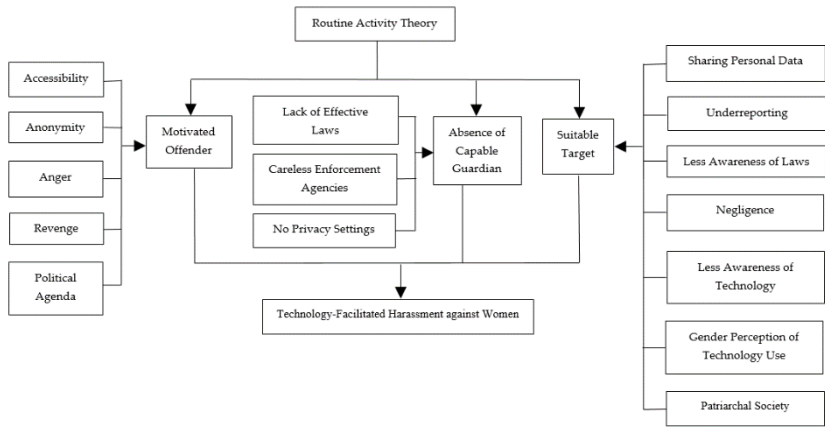 Routine Activity Theory
Accessibility
Anonymity
Anger
Revenge
Political
Agenda
Motivated
Offender
Lack of Effective
Laws
Careless Enforcement
Agencies
No Privacy Settings
Absence of
Capable
Guardian
Suitable
Target
Sharing Personal Data
Underreporting
Less Awareness of Laws
Negligence
Less Awareness of
Technology
Gender Perception of
Technology Use
Patriarchal Society
Technology-Facilitated Harassment against Women